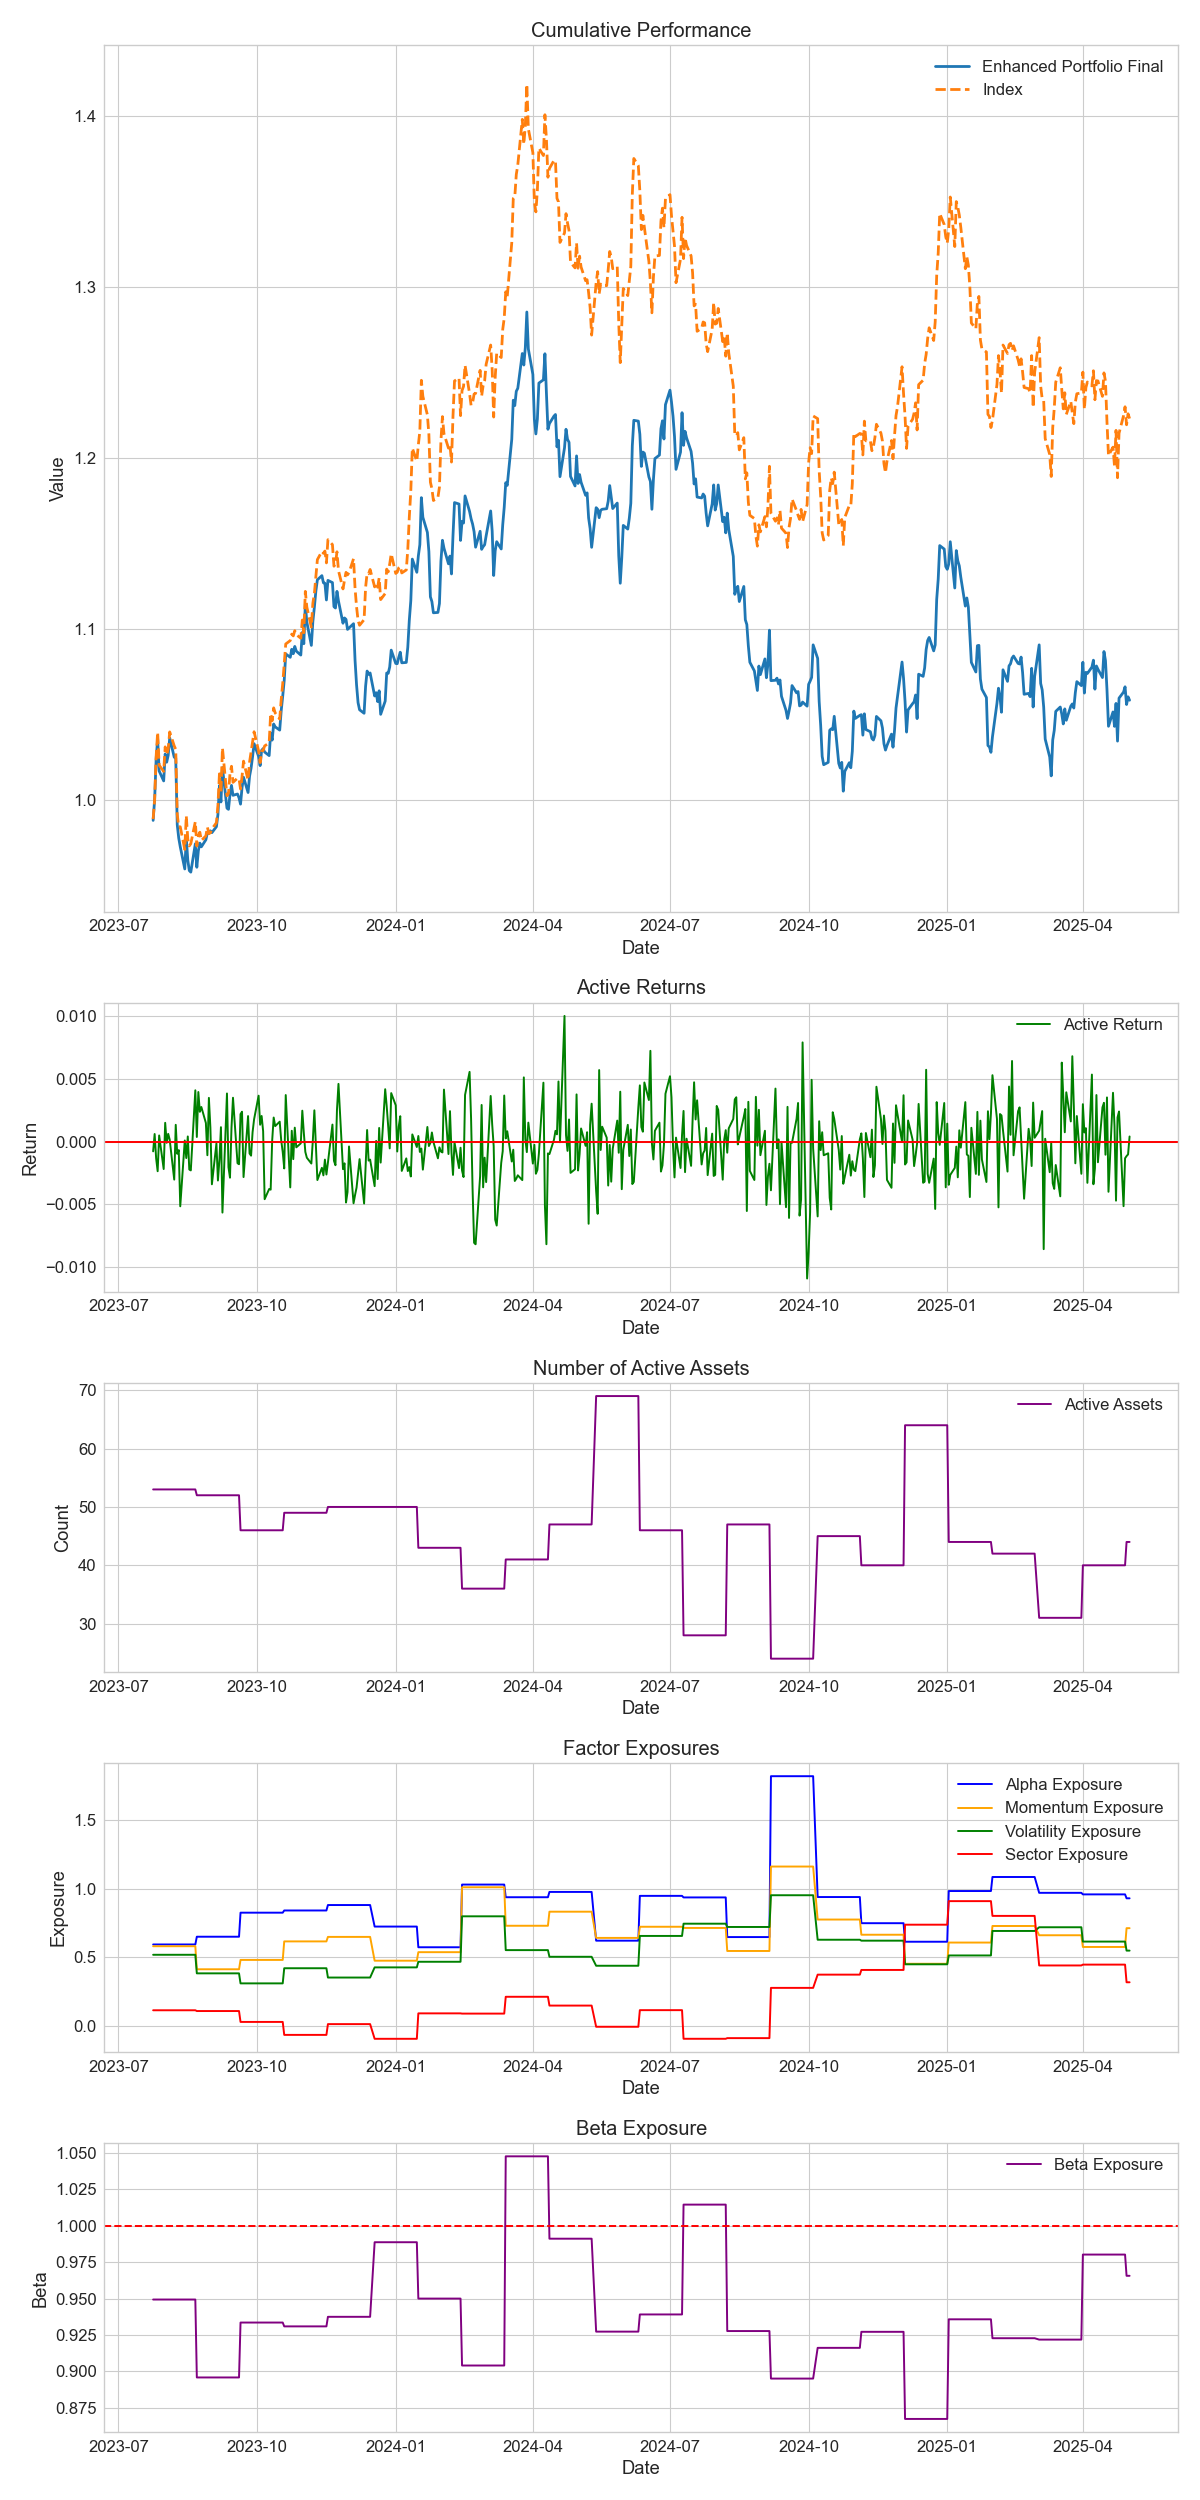 Cumulative Performance
Enhanced Portfolio Final
Index
1.4
1.3
1.2
1.1
1.0
Value
2023-07 2023-10 2024-01 2024-04 2024-07 2024-10 2025-01 2025-04
Date
Active Returns
Active Return
0.010
0.005
0.000
−0.005
−0.010
Return
2023-07 2023-10 2024-01 2024-04 2024-07 2024-10 2025-01 2025-04
Date
Number of Active Assets
Active Assets
70
60
50
40
30
Count
2023-07 2023-10 2024-01 2024-04 2024-07 2024-10 2025-01 2025-04
Date
Factor Exposures
Alpha Exposure
Momentum Exposure
Volatility Exposure
Sector Exposure
1.5
1.0
0.5
0.0
Exposure
2023-07 2023-10 2024-01 2024-04 2024-07 2024-10 2025-01 2025-04
Date
Beta Exposure
Beta Exposure
1.050
1.025
1.000
0.975
0.950
0.925
0.900
0.875
Beta
2023-07 2023-10 2024-01 2024-04 2024-07 2024-10 2025-01 2025-04
Date